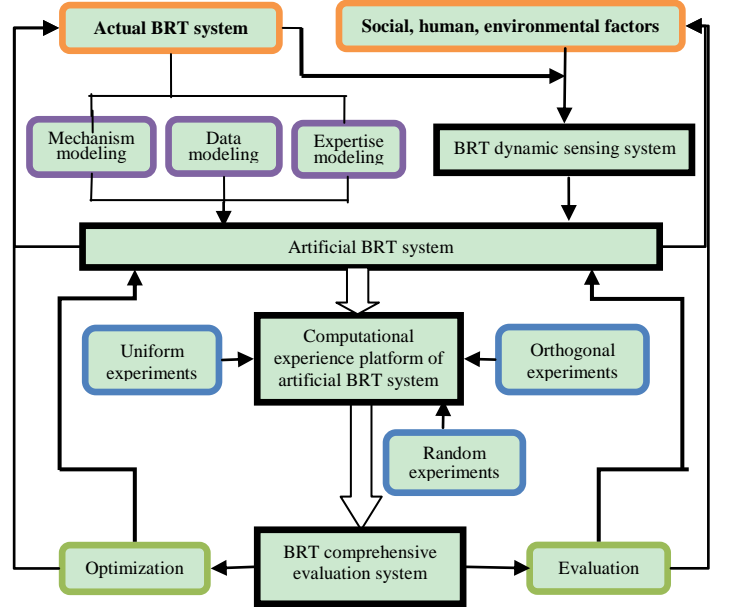 Actual BRT system
Social, human, environmental factors
Mechanism
modeling
Data
modeling
Expertise
modeling
BRT dynamic sensing system
Artificial BRT system
Uniform
experiments
Computational
experience platform of
artificial BRT system
Orthogonal
experiments
Random
experiments
Optimization
BRT comprehensive
evaluation system
Evaluation